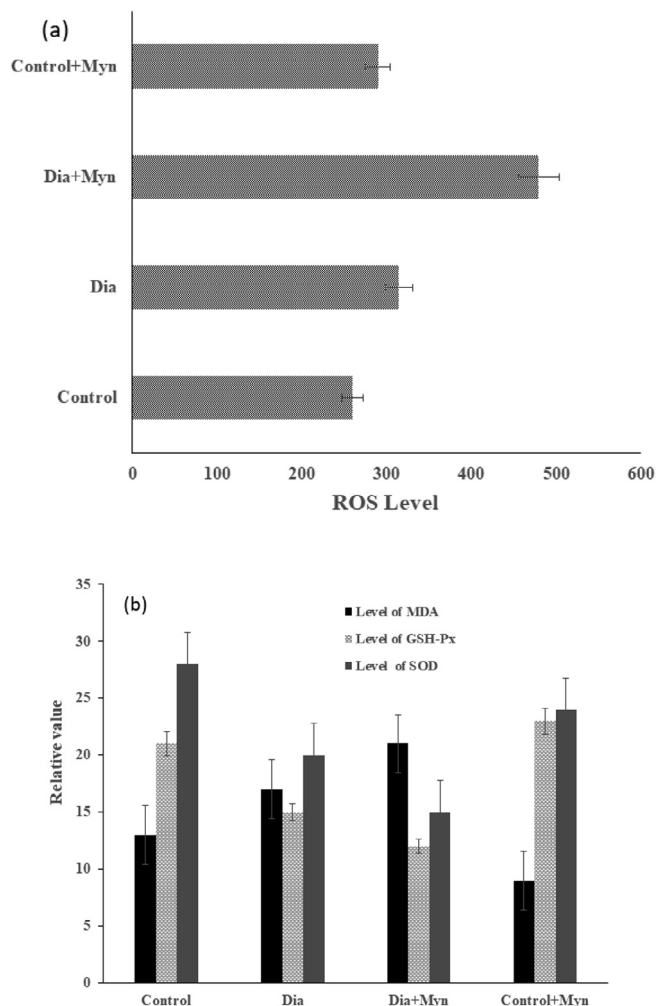 (a)
Control+Myn
Dia+Myn
Dia
Control
0 100 200 300 400 500 600
ROS Level
(b)
35
30
25
20
15
10
5
0
Relative value
Level of MDA
Level of GSH-Px
Level of SOD
Control Dia Dia+Myn Control+Myn